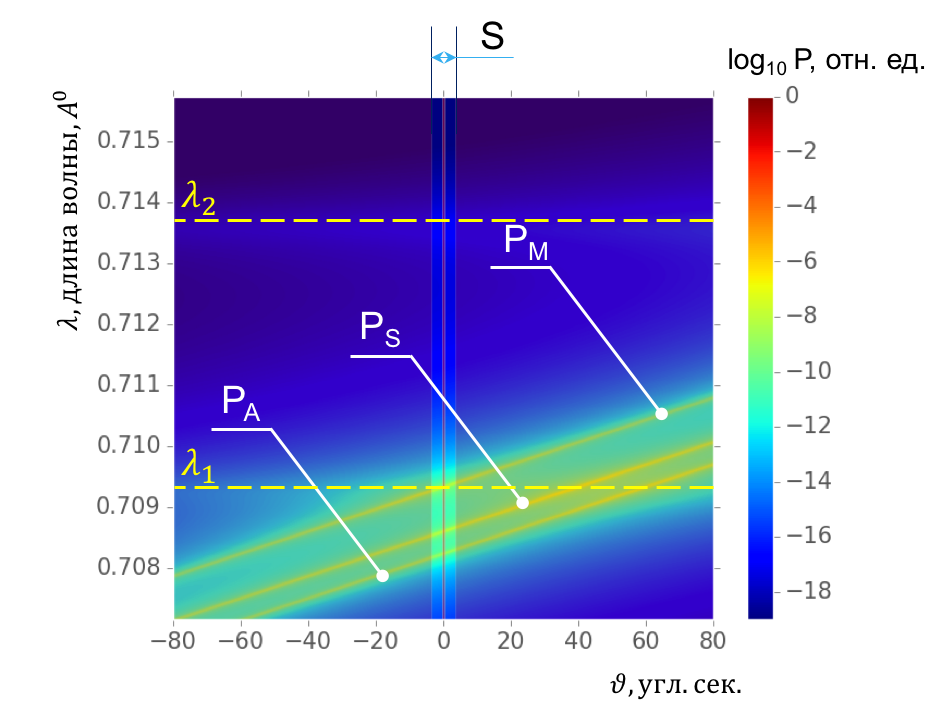 S
log₁₀ P, отн. ед.
λ, длина волны, A⁰
0.715
0.714
0.713
0.712
0.711
0.710
0.709
0.708
λ₂
λ₁
P_M
P_S
P_A
0
−2
−4
−6
−8
−10
−12
−14
−16
−18
−80 −60 −40 −20 0 20 40 60 80
ϑ, угл. сек.